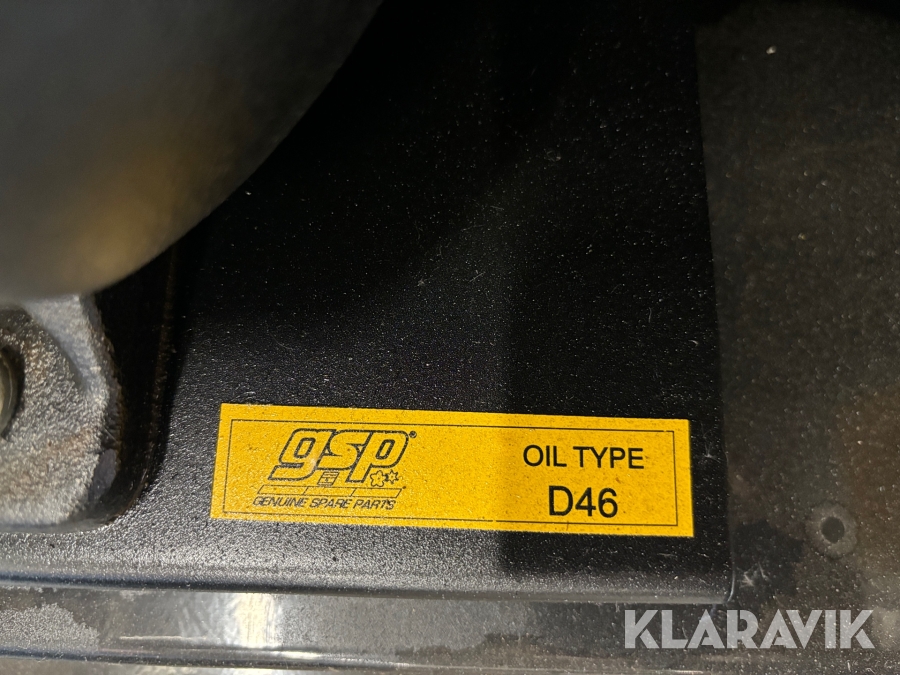 gsp®
GENUINE SPARE PARTS
OIL TYPE
D46
KLARAVIK